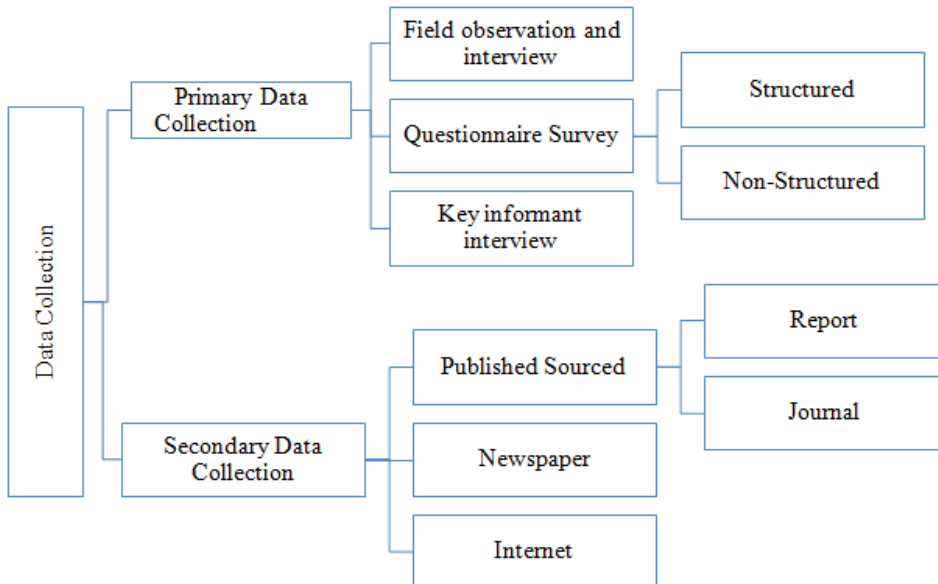 Data Collection
Primary Data
Collection
Field observation and
interview
Questionnaire Survey
Structured
Non-Structured
Key informant
interview
Secondary Data
Collection
Published Sourced
Report
Journal
Newspaper
Internet